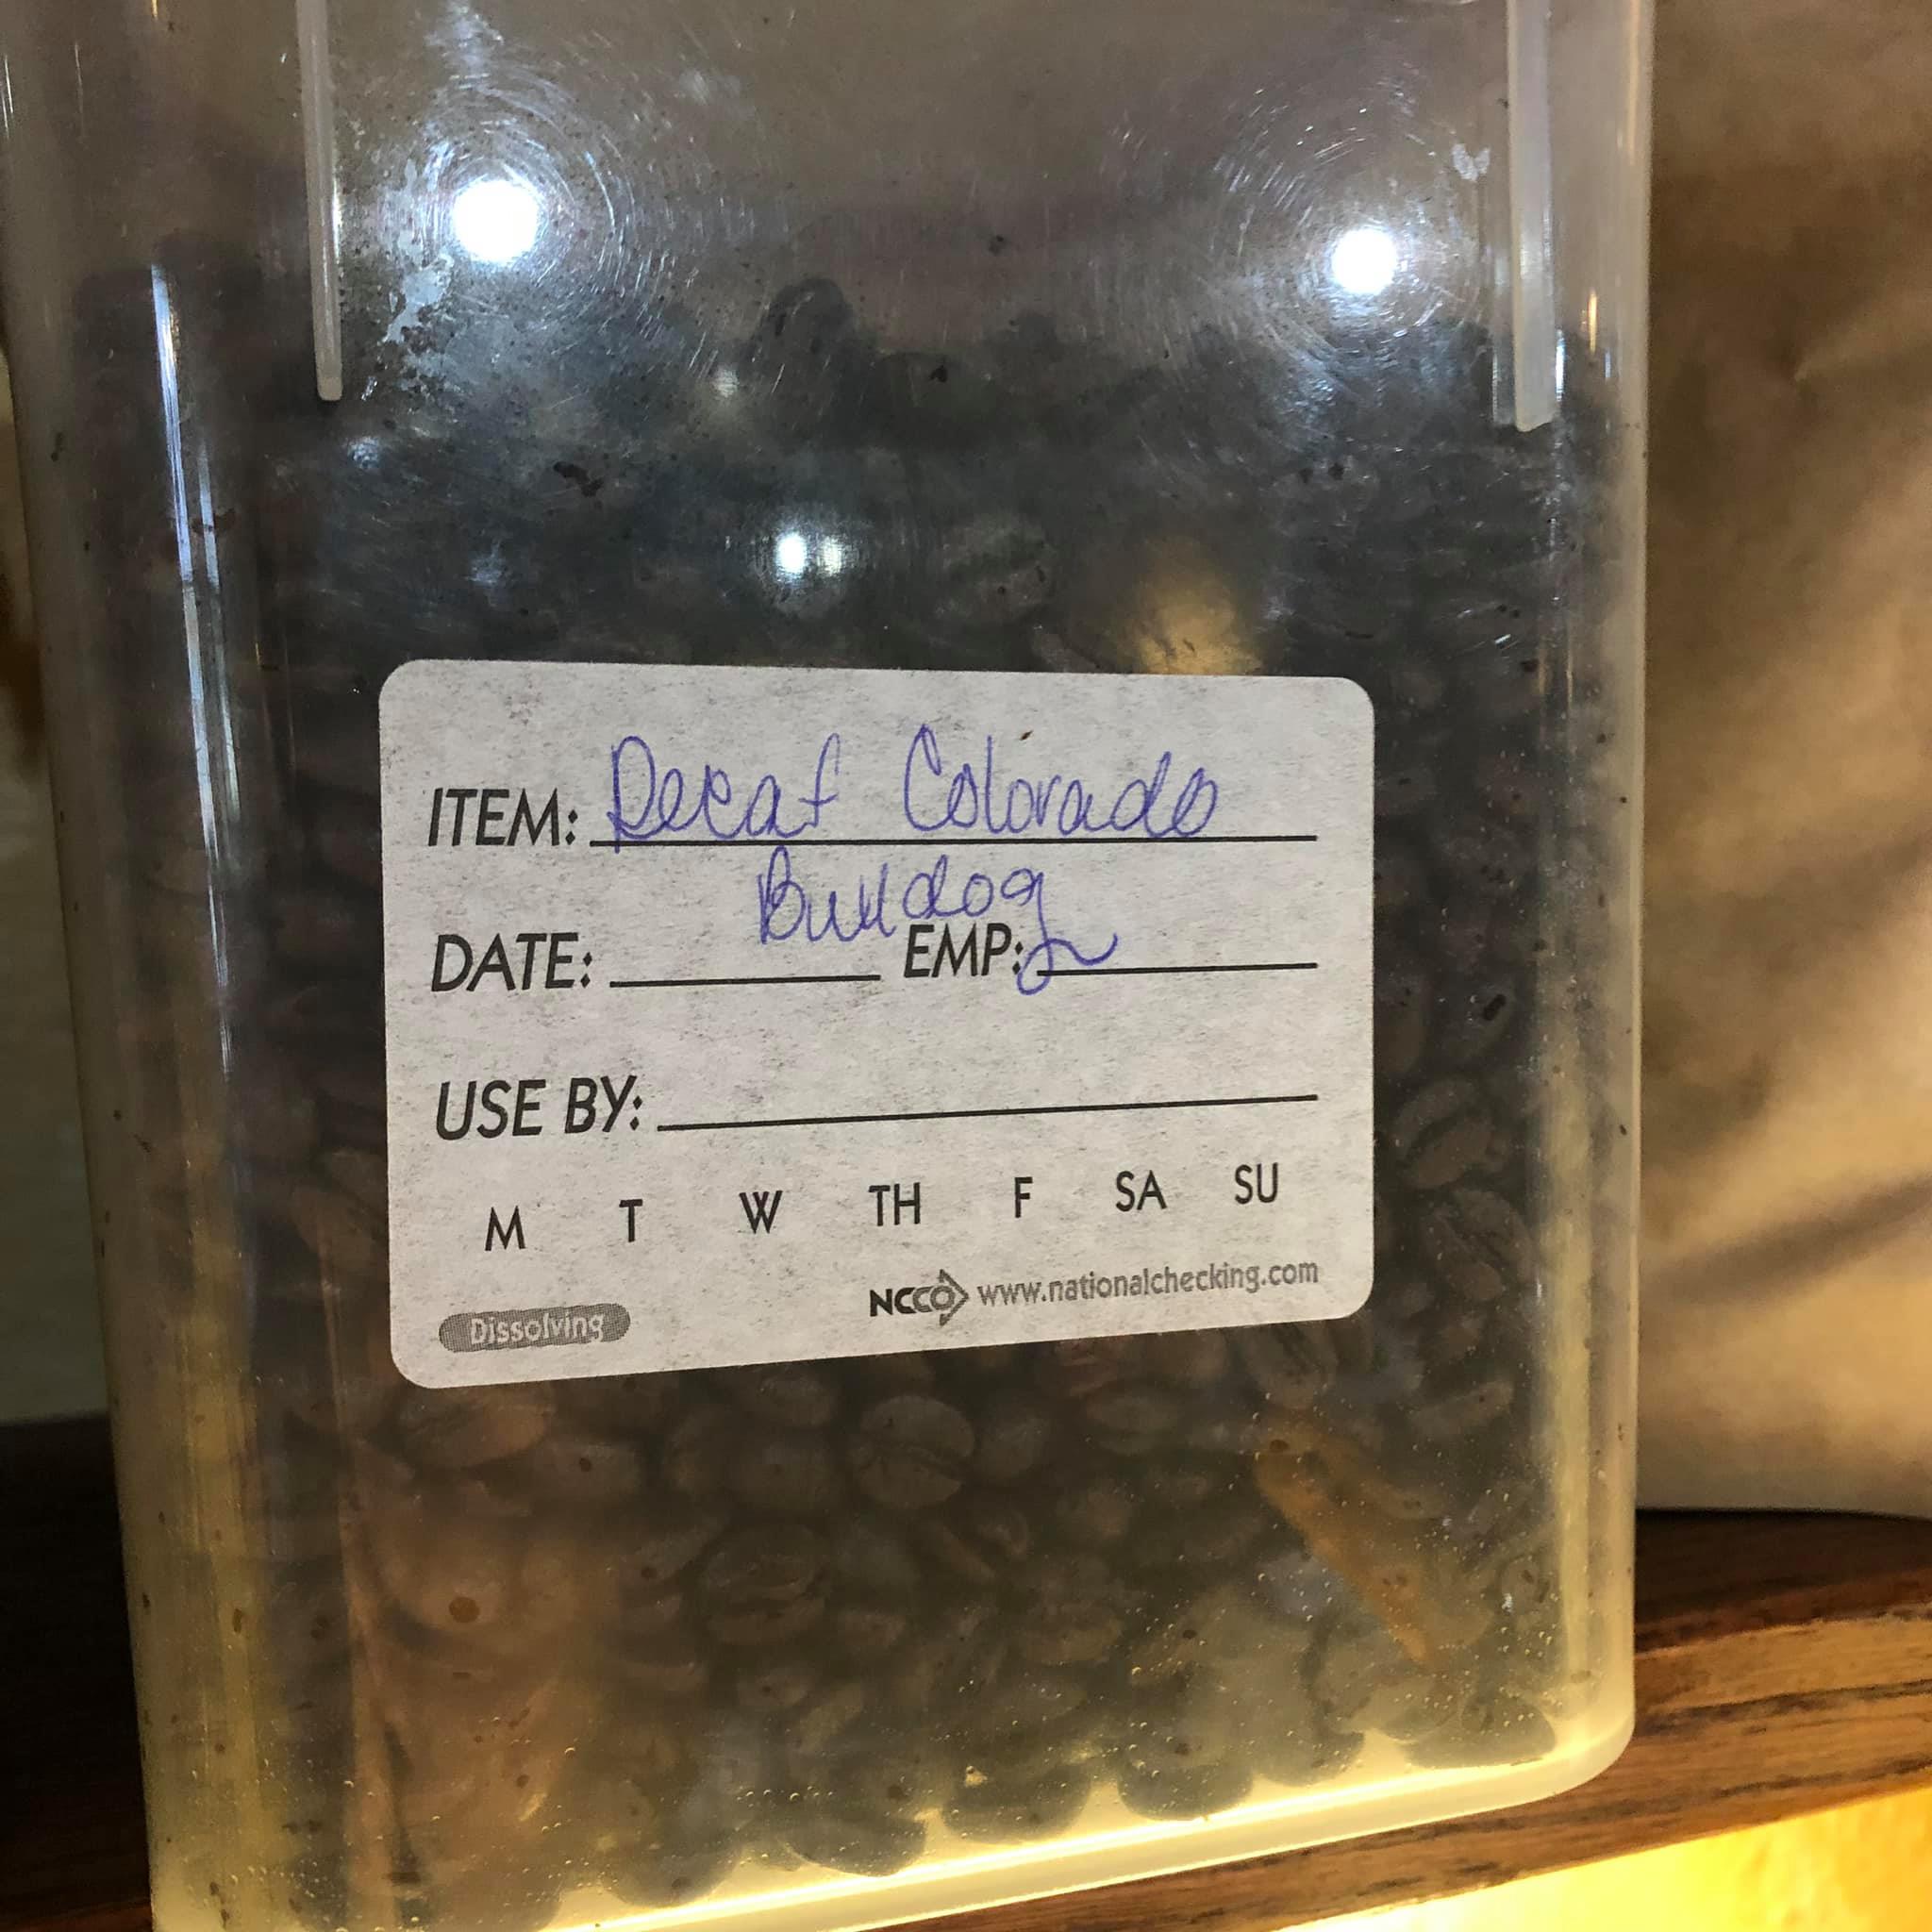 ITEM: Decaf Colorado
Bulldog
DATE: EMP:
USE BY:
M T W TH F SA SU
Dissolving NCCO www.nationalchecking.com